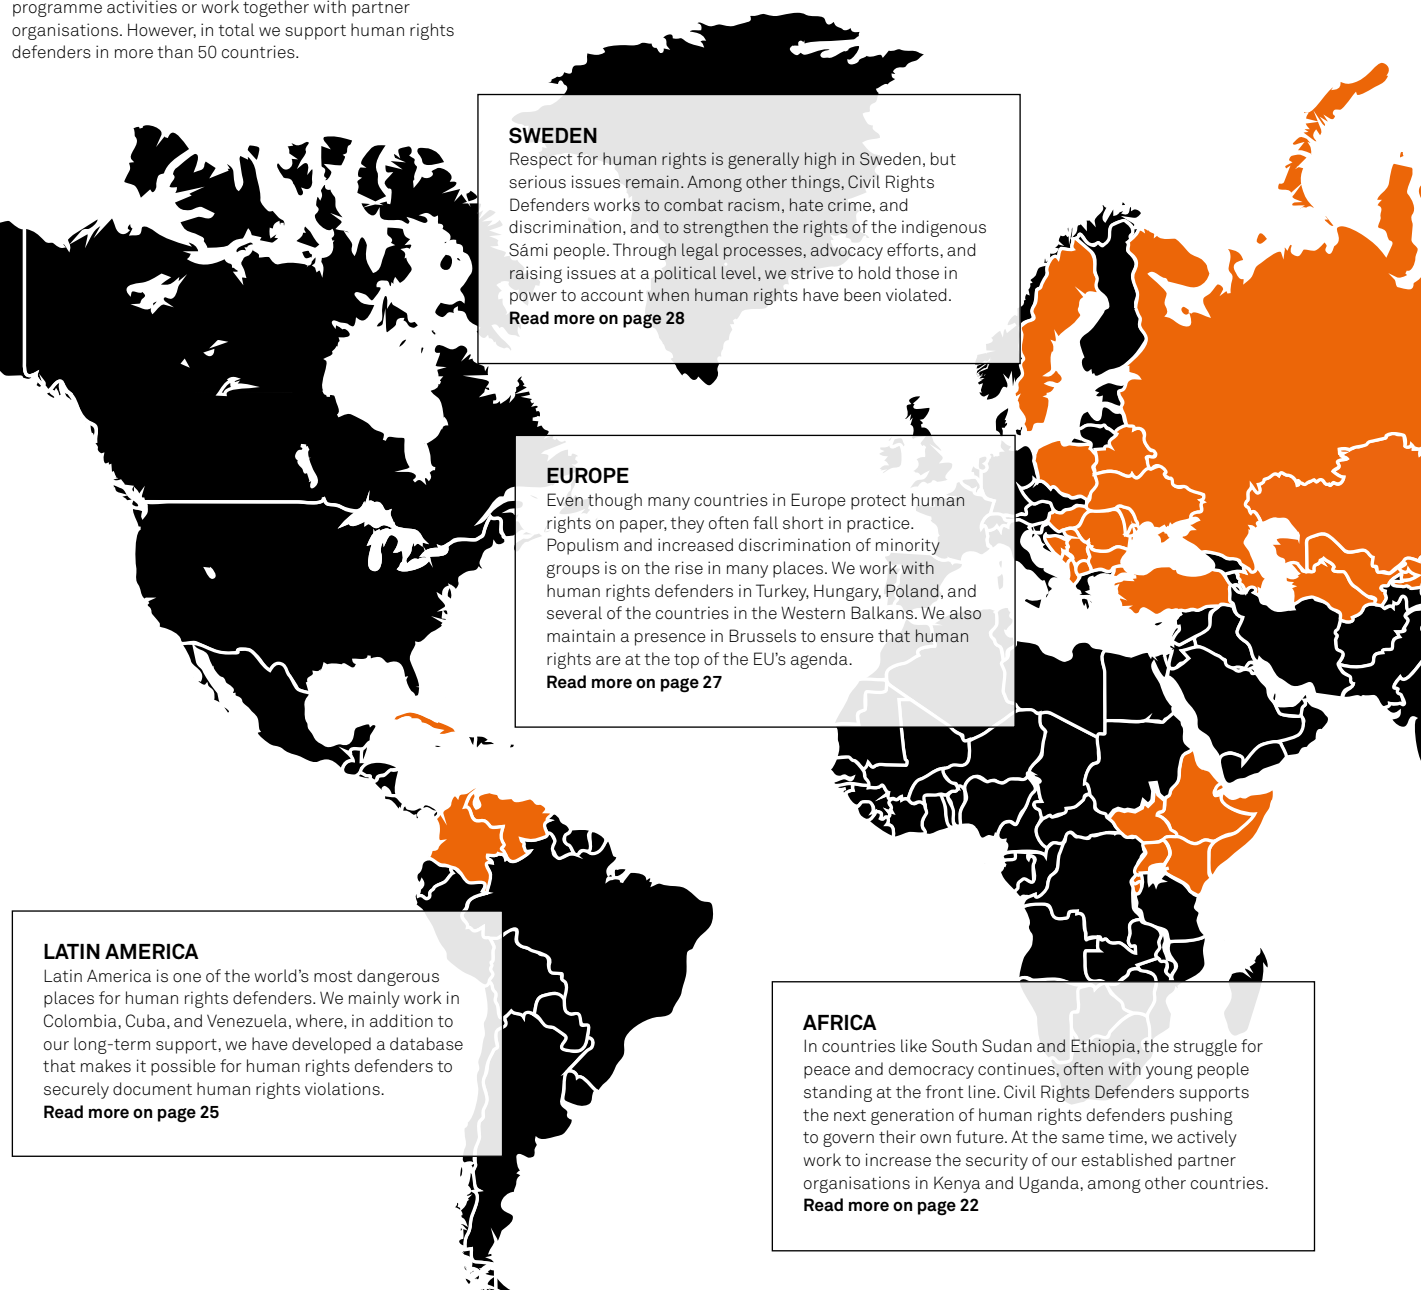 programme activities or work together with partner
organisations. However, in total we support human rights
defenders in more than 50 countries.
SWEDEN
Respect for human rights is generally high in Sweden, but
serious issues remain. Among other things, Civil Rights
Defenders works to combat racism, hate crime, and
discrimination, and to strengthen the rights of the indigenous
Sámi people. Through legal processes, advocacy efforts, and
raising issues at a political level, we strive to hold those in
power to account when human rights have been violated.
Read more on page 28
EUROPE
Even though many countries in Europe protect human
rights on paper, they often fall short in practice.
Populism and increased discrimination of minority
groups is on the rise in many places. We work with
human rights defenders in Turkey, Hungary, Poland, and
several of the countries in the Western Balkans. We also
maintain a presence in Brussels to ensure that human
rights are at the top of the EU's agenda.
Read more on page 27
LATIN AMERICA
Latin America is one of the world's most dangerous
places for human rights defenders. We mainly work in
Colombia, Cuba, and Venezuela, where, in addition to
our long-term support, we have developed a database
that makes it possible for human rights defenders to
securely document human rights violations.
Read more on page 25
AFRICA
In countries like South Sudan and Ethiopia, the struggle for
peace and democracy continues, often with young people
standing at the front line. Civil Rights Defenders supports
the next generation of human rights defenders pushing
to govern their own future. At the same time, we actively
work to increase the security of our established partner
organisations in Kenya and Uganda, among other countries.
Read more on page 22